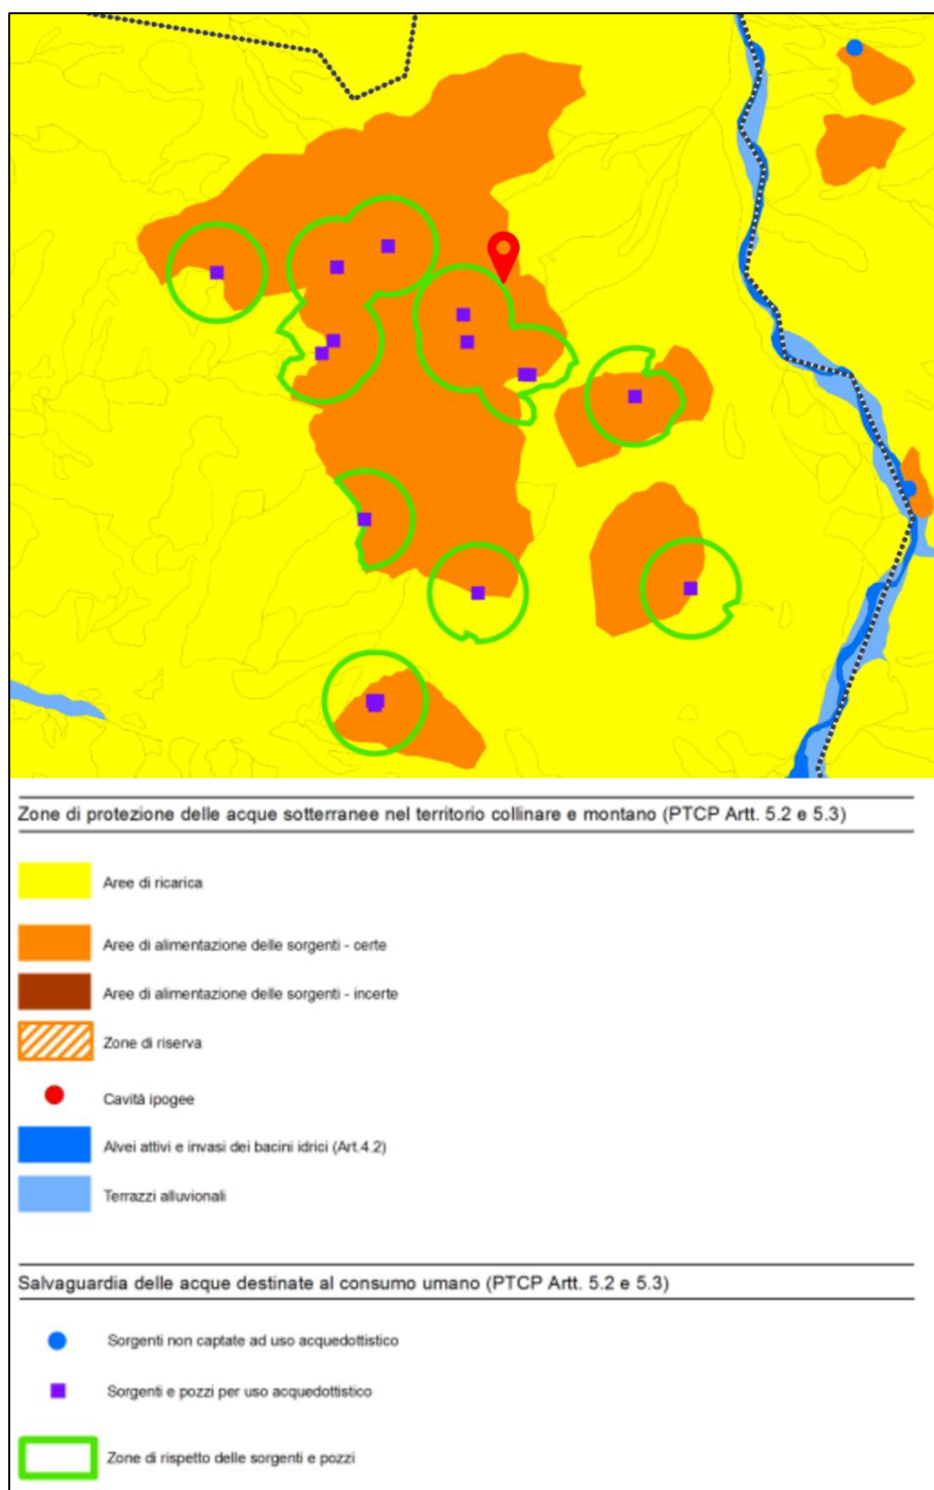 Zone di protezione delle acque sotterranee nel territorio collinare e montano (PTCP Artt. 5.2 e 5.3)
Aree di ricarica
Aree di alimentazione delle sorgenti - certe
Aree di alimentazione delle sorgenti - incerte
Zone di riserva
Cavità ipogee
Alvei attivi e invasi dei bacini idrici (Art.4.2)
Terrazzi alluvionali
Salvaguardia delle acque destinate al consumo umano (PTCP Artt. 5.2 e 5.3)
Sorgenti non captate ad uso acquedottistico
Sorgenti e pozzi per uso acquedottistico
Zone di rispetto delle sorgenti e pozzi